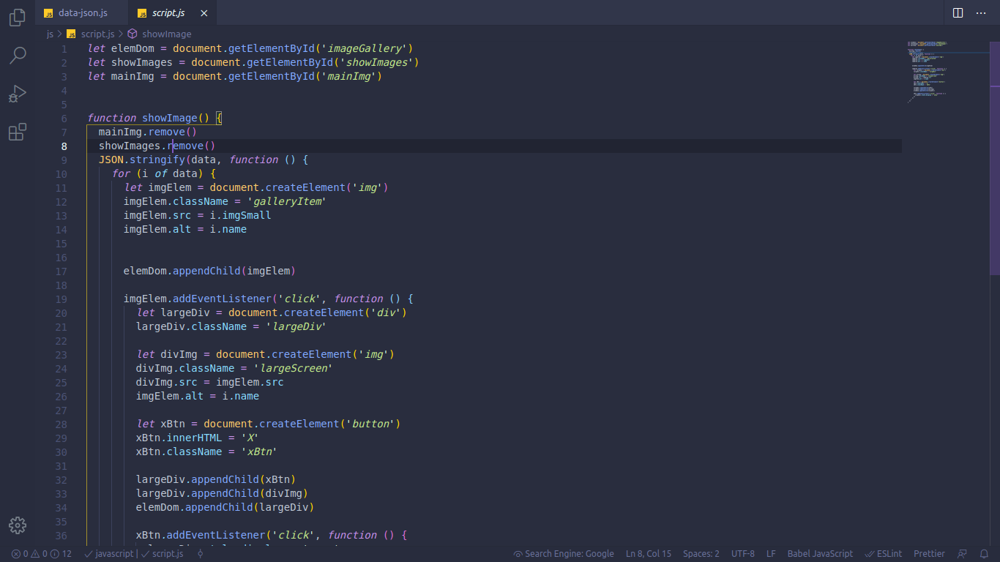 data-json.js
script.js
js > script.js > showImage
1 let elemDom = document.getElementById('imageGallery')
2 let showImages = document.getElementById('showImages')
3 let mainImg = document.getElementById('mainImg')
4
5
6 function showImage() {
7 mainImg.remove()
8 showImages.remove()
9 JSON.stringify(data, function () {
10 for (i of data) {
11 let imgElem = document.createElement('img')
12 imgElem.className = 'galleryItem'
13 imgElem.src = i.imgSmall
14 imgElem.alt = i.name
15
16
17 elemDom.appendChild(imgElem)
18
19 imgElem.addEventListener('click', function () {
20 let largeDiv = document.createElement('div')
21 largeDiv.className = 'largeDiv'
22
23 let divImg = document.createElement('img')
24 divImg.className = 'largeScreen'
25 divImg.src = imgElem.src
26 imgElem.alt = i.name
27
28 let xBtn = document.createElement('button')
29 xBtn.innerHTML = 'X'
30 xBtn.className = 'xBtn'
31
32 largeDiv.appendChild(xBtn)
33 largeDiv.appendChild(divImg)
34 elemDom.appendChild(largeDiv)
35
36 xBtn.addEventListener('click', function () {
0 0 12 javascript | script.js Search Engine: Google Ln 8, Col 15 Spaces: 2 UTF-8 LF Babel JavaScript ESLint Prettier